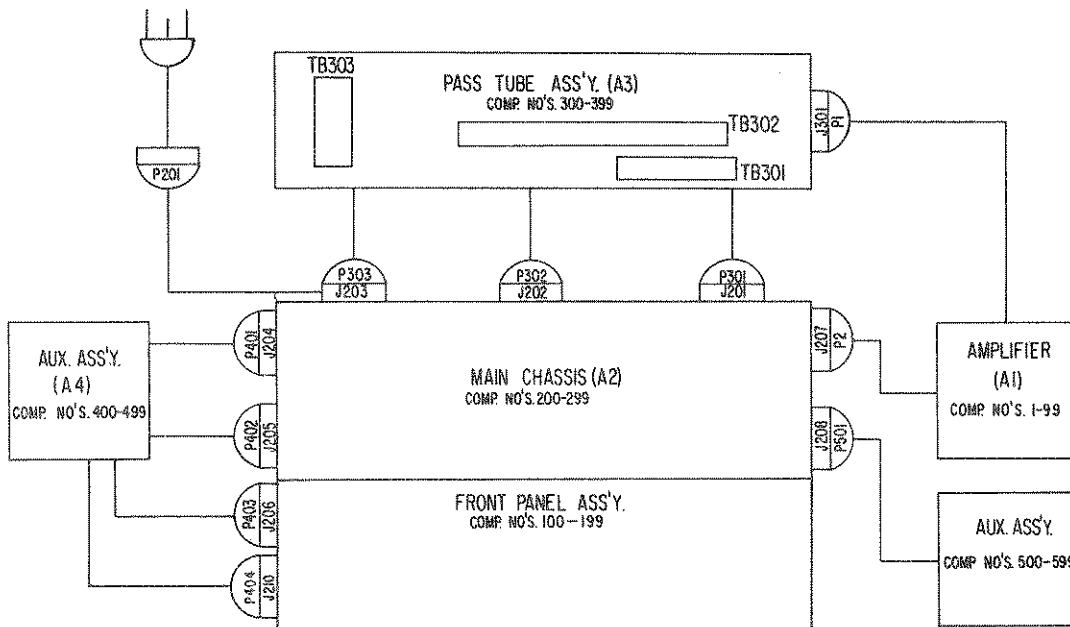 TB303
PASS TUBE ASS'Y. (A3)
COMP. NO'S. 300-399
TB302
TB301
J301
P1
P201
P303
J203
P302
J202
P301
J201
P401
J204
P402
J205
P403
J206
P404
J210
AUX. ASS'Y.
(A4)
COMP. NO'S. 400-499
MAIN CHASSIS (A2)
COMP. NO'S. 200-299
FRONT PANEL ASS'Y.
COMP. NO'S. 100-199
J207
P2
J208
P501
AMPLIFIER
(A1)
COMP. NO'S. 1-99
AUX. ASS'Y.
COMP NO'S. 500-599